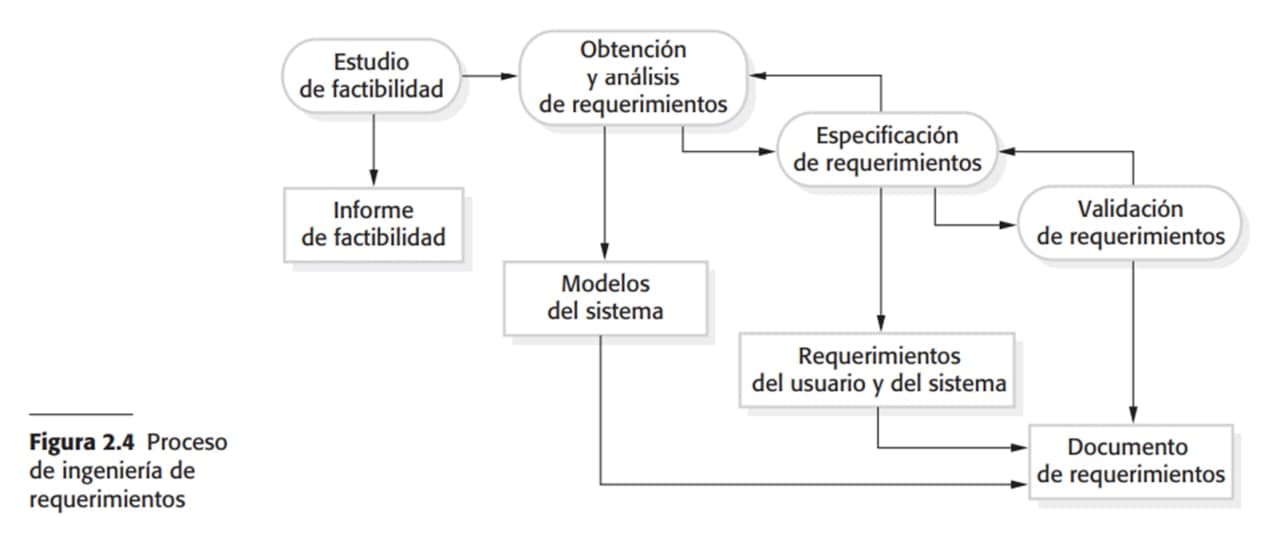 Estudio
de factibilidad
Obtención
y análisis
de requerimientos
Especificación
de requerimientos
Validación
de requerimientos
Informe
de factibilidad
Modelos
del sistema
Requerimientos
del usuario y del sistema
Documento
de requerimientos
Figura 2.4 Proceso
de ingeniería de
requerimientos